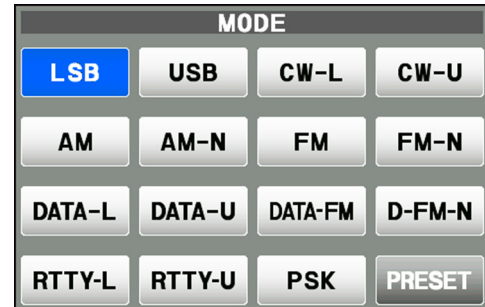 MODE
LSB USB CW-L CW-U
AM AM-N FM FM-N
DATA-L DATA-U DATA-FM D-FM-N
RTTY-L RTTY-U PSK PRESET